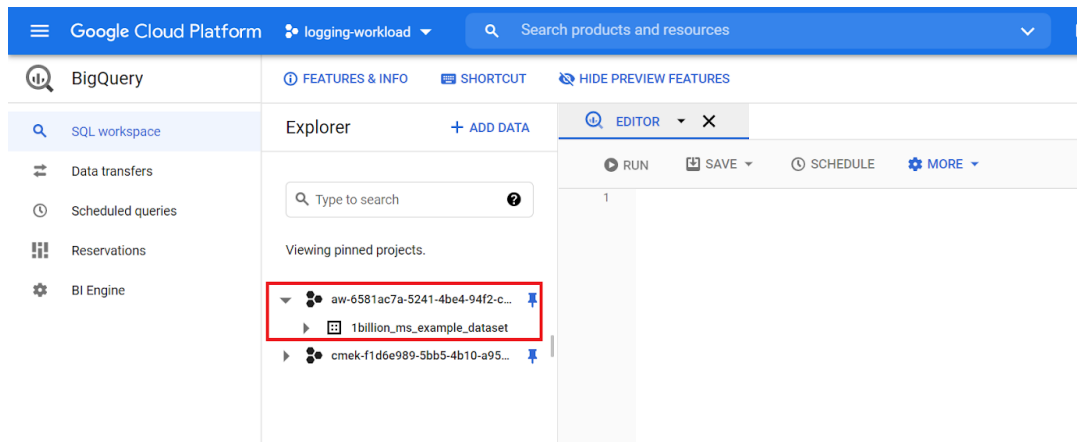 Google Cloud Platform logging-workload Search products and resources
BigQuery FEATURES & INFO SHORTCUT HIDE PREVIEW FEATURES
SQL workspace
Data transfers
Scheduled queries
Reservations
BI Engine
Explorer + ADD DATA
Type to search
Viewing pinned projects.
aw-6581ac7a-5241-4be4-94f2-c...
1billion_ms_example_dataset
cmek-f1d6e989-5bb5-4b10-a95...
EDITOR
RUN SAVE SCHEDULE MORE
1